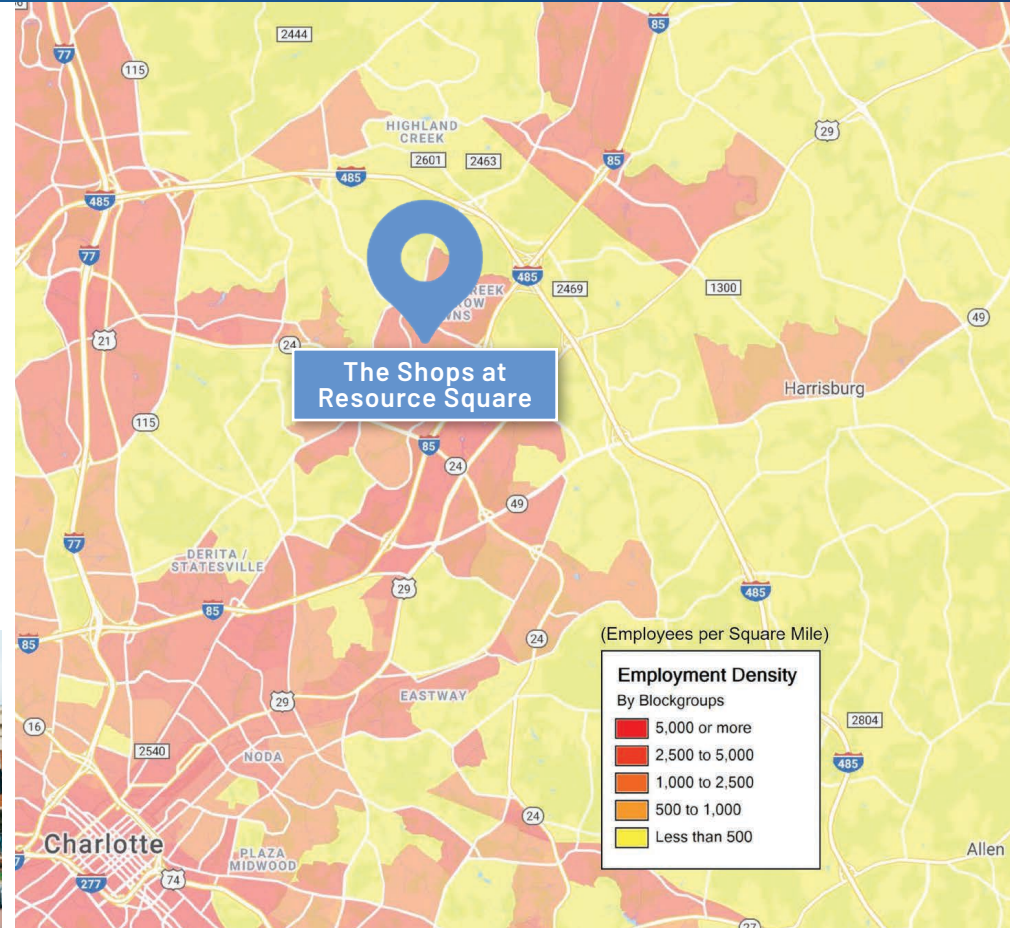 85
2444
77
115
29
HIGHLAND
CREEK
2601
2463
85
485
485
77
485
2469
1300
49
21
24
The Shops at
Resource Square
Harrisburg
115
85
24
49
77
DERITA /
STATESVILLE
29
485
85
24
85
(Employees per Square Mile)
Employment Density
By Blockgroups
5,000 or more
2,500 to 5,000
1,000 to 2,500
500 to 1,000
Less than 500
29
EASTWAY
16
2804
2540
NODA
485
24
Charlotte
PLAZA
MIDWOOD
Allen
277
74
27